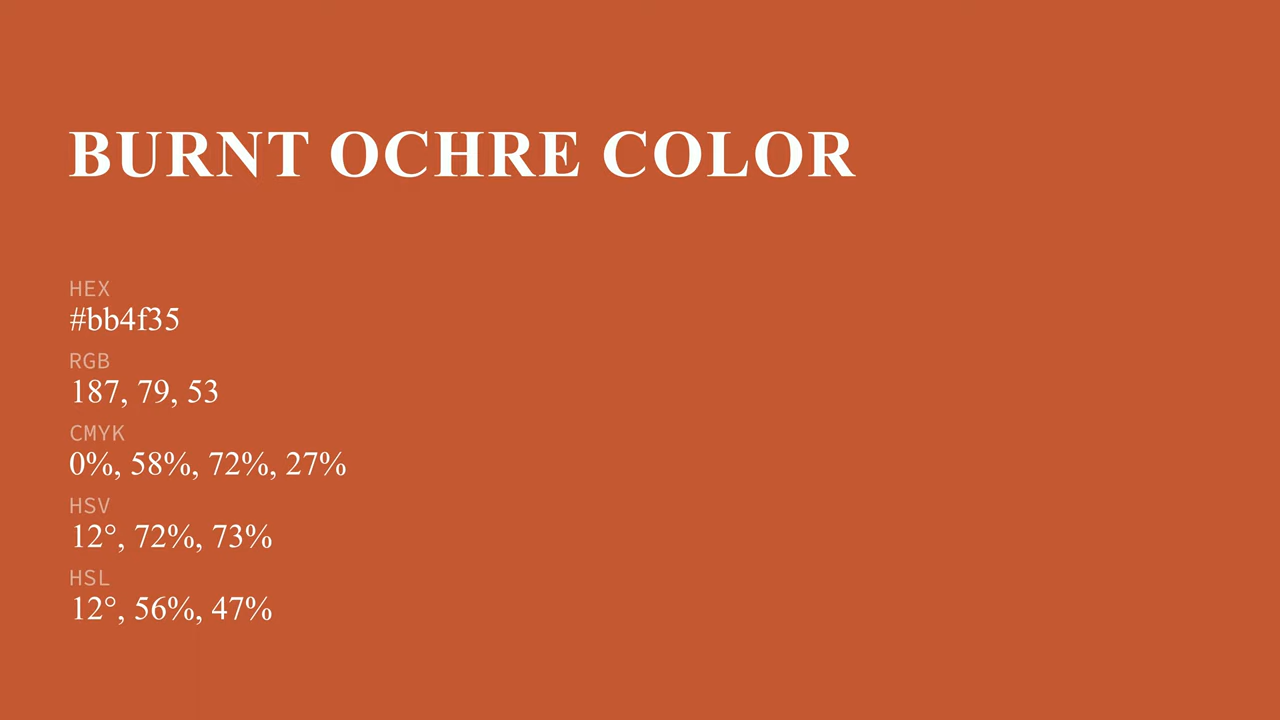 BURNT OCHRE COLOR
HEX
#bb4f35
RGB
187, 79, 53
CMYK
0%, 58%, 72%, 27%
HSV
12°, 72%, 73%
HSL
12°, 56%, 47%